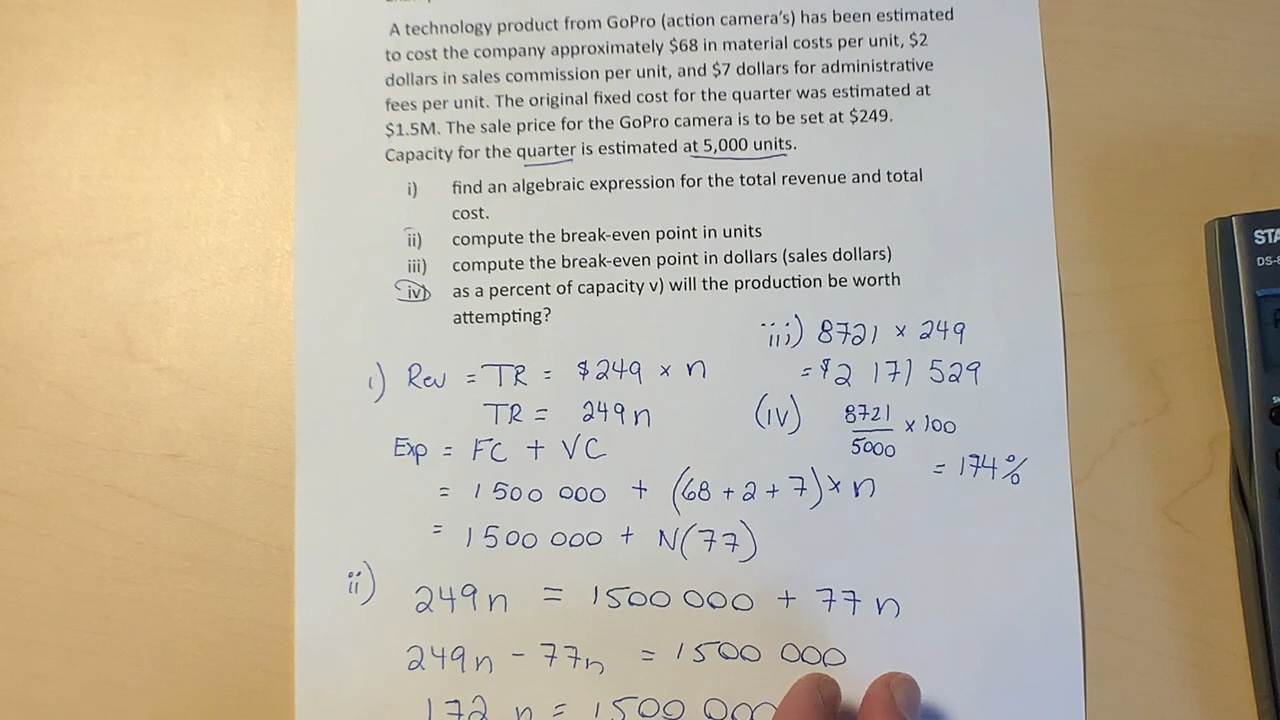 A technology product from GoPro (action camera's) has been estimated
to cost the company approximately $68 in material costs per unit, $2
dollars in sales commission per unit, and $7 dollars for administrative
fees per unit. The original fixed cost for the quarter was estimated at
$1.5M. The sale price for the GoPro camera is to be set at $249.
Capacity for the quarter is estimated at 5,000 units.
i) find an algebraic expression for the total revenue and total
cost.
ii) compute the break-even point in units
iii) compute the break-even point in dollars (sales dollars)
iv) as a percent of capacity v) will the production be worth
attempting?
i) Rev = TR = $249 × n
TR = 249n
Exp = FC + VC
= 1 500 000 + (68+2+7)×n
= 1 500 000 + N(77)
iii) 8721 × 249
= $2 171 529
(iv) 8721/5000 × 100
= 174%
ii) 249n = 1500 000 + 77n
249n - 77n = 1500 000
172 n = 1500 000
STA
DS-